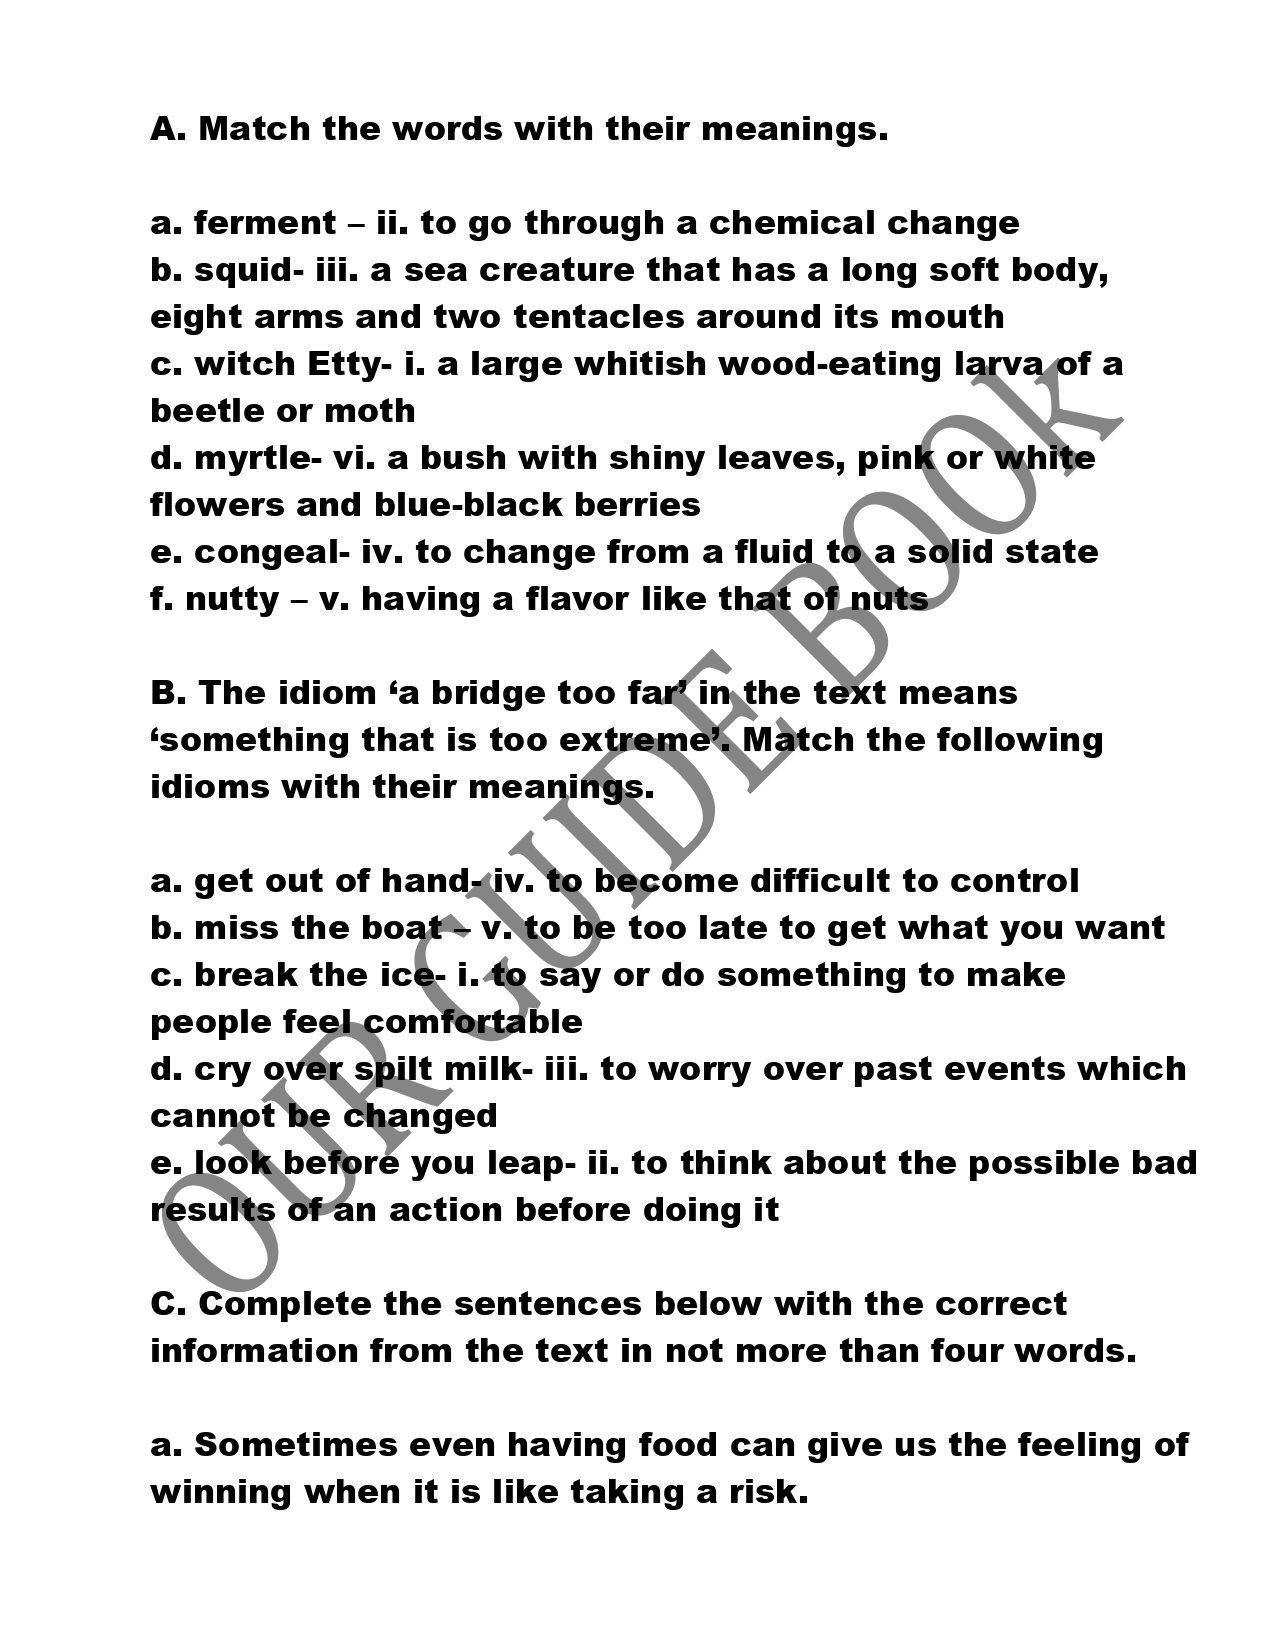 A. Match the words with their meanings.
a. ferment – ii. to go through a chemical change
b. squid- iii. a sea creature that has a long soft body,
eight arms and two tentacles around its mouth
c. witch Etty- i. a large whitish wood-eating larva of a
beetle or moth
d. myrtle- vi. a bush with shiny leaves, pink or white
flowers and blue-black berries
e. congeal- iv. to change from a fluid to a solid state
f. nutty – v. having a flavor like that of nuts
B. The idiom ‘a bridge too far’ in the text means
‘something that is too extreme’. Match the following
idioms with their meanings.
a. get out of hand- iv. to become difficult to control
b. miss the boat – v. to be too late to get what you want
c. break the ice- i. to say or do something to make
people feel comfortable
d. cry over spilt milk- iii. to worry over past events which
cannot be changed
e. look before you leap- ii. to think about the possible bad
results of an action before doing it
C. Complete the sentences below with the correct
information from the text in not more than four words.
a. Sometimes even having food can give us the feeling of
winning when it is like taking a risk.
OUR GUIDE BOOK